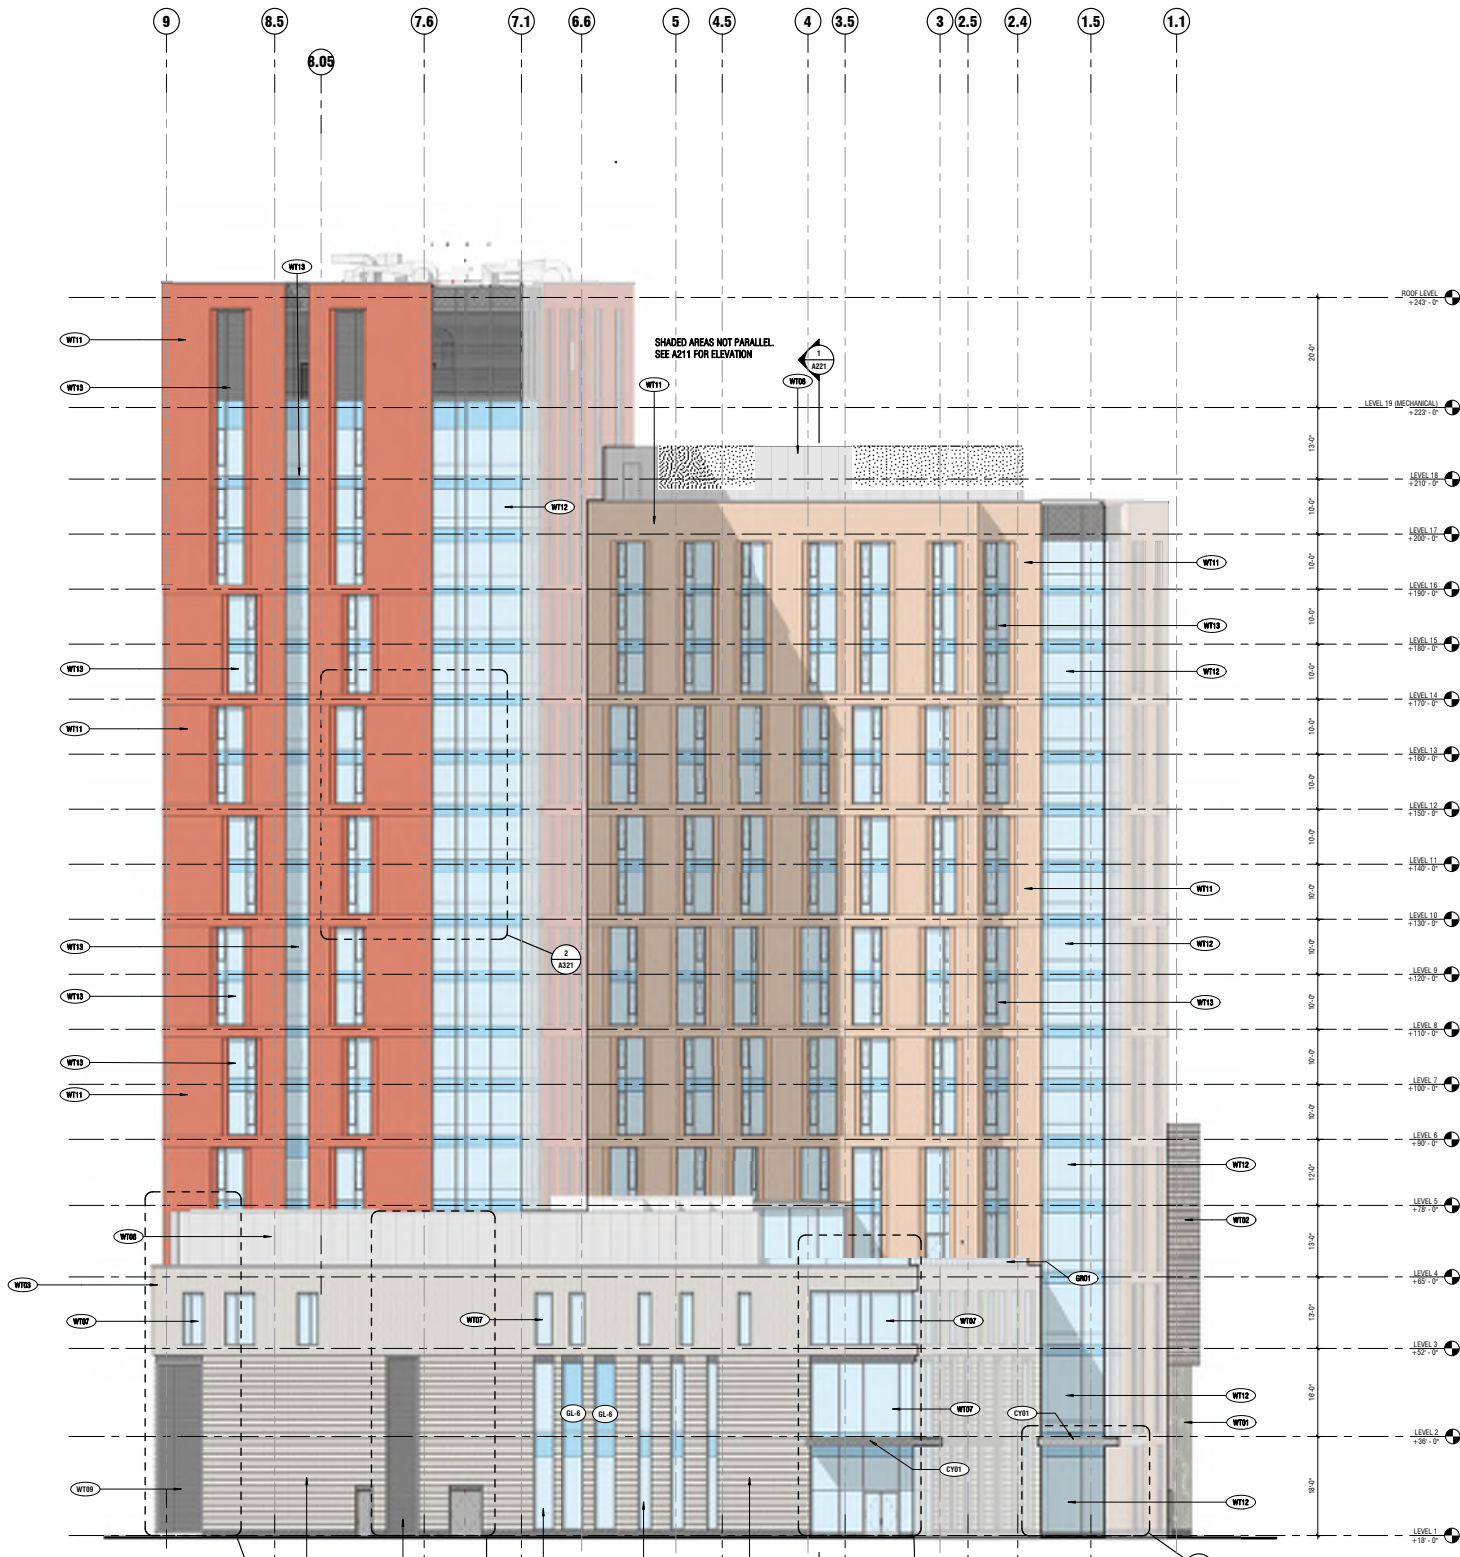 9
8.5
8.05
7.6
7.1
6.6
5
4.5
4
3.5
3
2.5
2.4
1.5
1.1
WT13
ROOF LEVEL
+243' - 0"
WT11
20'-0"
SHADED AREAS NOT PARALLEL.
SEE A211 FOR ELEVATION
1
A221
WT13
WT11
WT08
LEVEL 19 (MECHANICAL)
+223' - 0"
13'-0"
LEVEL 18
+210' - 0"
WT12
10'-0"
LEVEL 17
+200' - 0"
WT11
10'-0"
LEVEL 16
+190' - 0"
WT13
10'-0"
LEVEL 15
+180' - 0"
WT13
WT12
10'-0"
LEVEL 14
+170' - 0"
WT11
10'-0"
LEVEL 13
+160' - 0"
10'-0"
LEVEL 12
+150' - 0"
10'-0"
LEVEL 11
+140' - 0"
WT11
10'-0"
LEVEL 10
+130' - 0"
WT13
WT12
10'-0"
2
A321
LEVEL 9
+120' - 0"
WT13
WT13
10'-0"
LEVEL 8
+110' - 0"
WT13
10'-0"
LEVEL 7
+100' - 0"
WT11
10'-0"
LEVEL 6
+90' - 0"
WT12
12'-0"
LEVEL 5
+78' - 0"
WT02
WT08
13'-0"
WT03
GR01
LEVEL 4
+65' - 0"
WT07
WT07
WT07
13'-0"
LEVEL 3
+52' - 0"
WT12
16'-0"
GL-6
GL-6
WT07
CY01
WT01
LEVEL 2
+36' - 0"
CY01
WT09
WT12
18'-0"
LEVEL 1
+18' - 0"